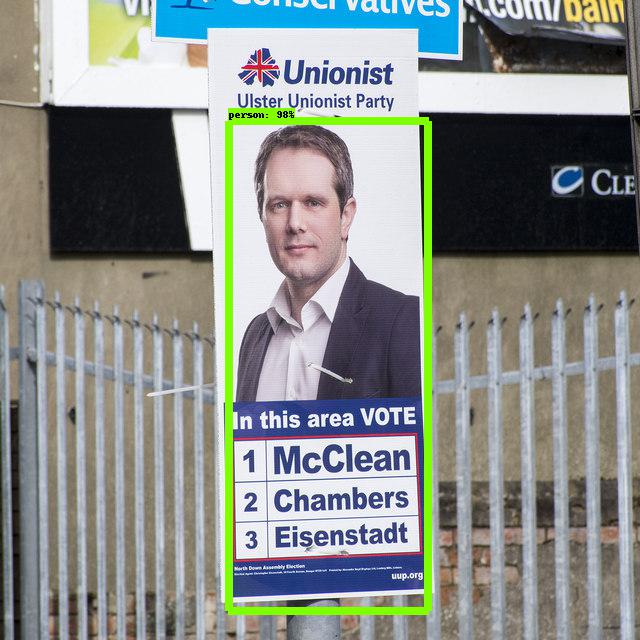 Conservatives
.com/bain
Unionist
Ulster Unionist Party
person: 98%
CLE
In this area VOTE
1 McClean
2 Chambers
3 Eisenstadt
North Down Assembly Election
uup.org